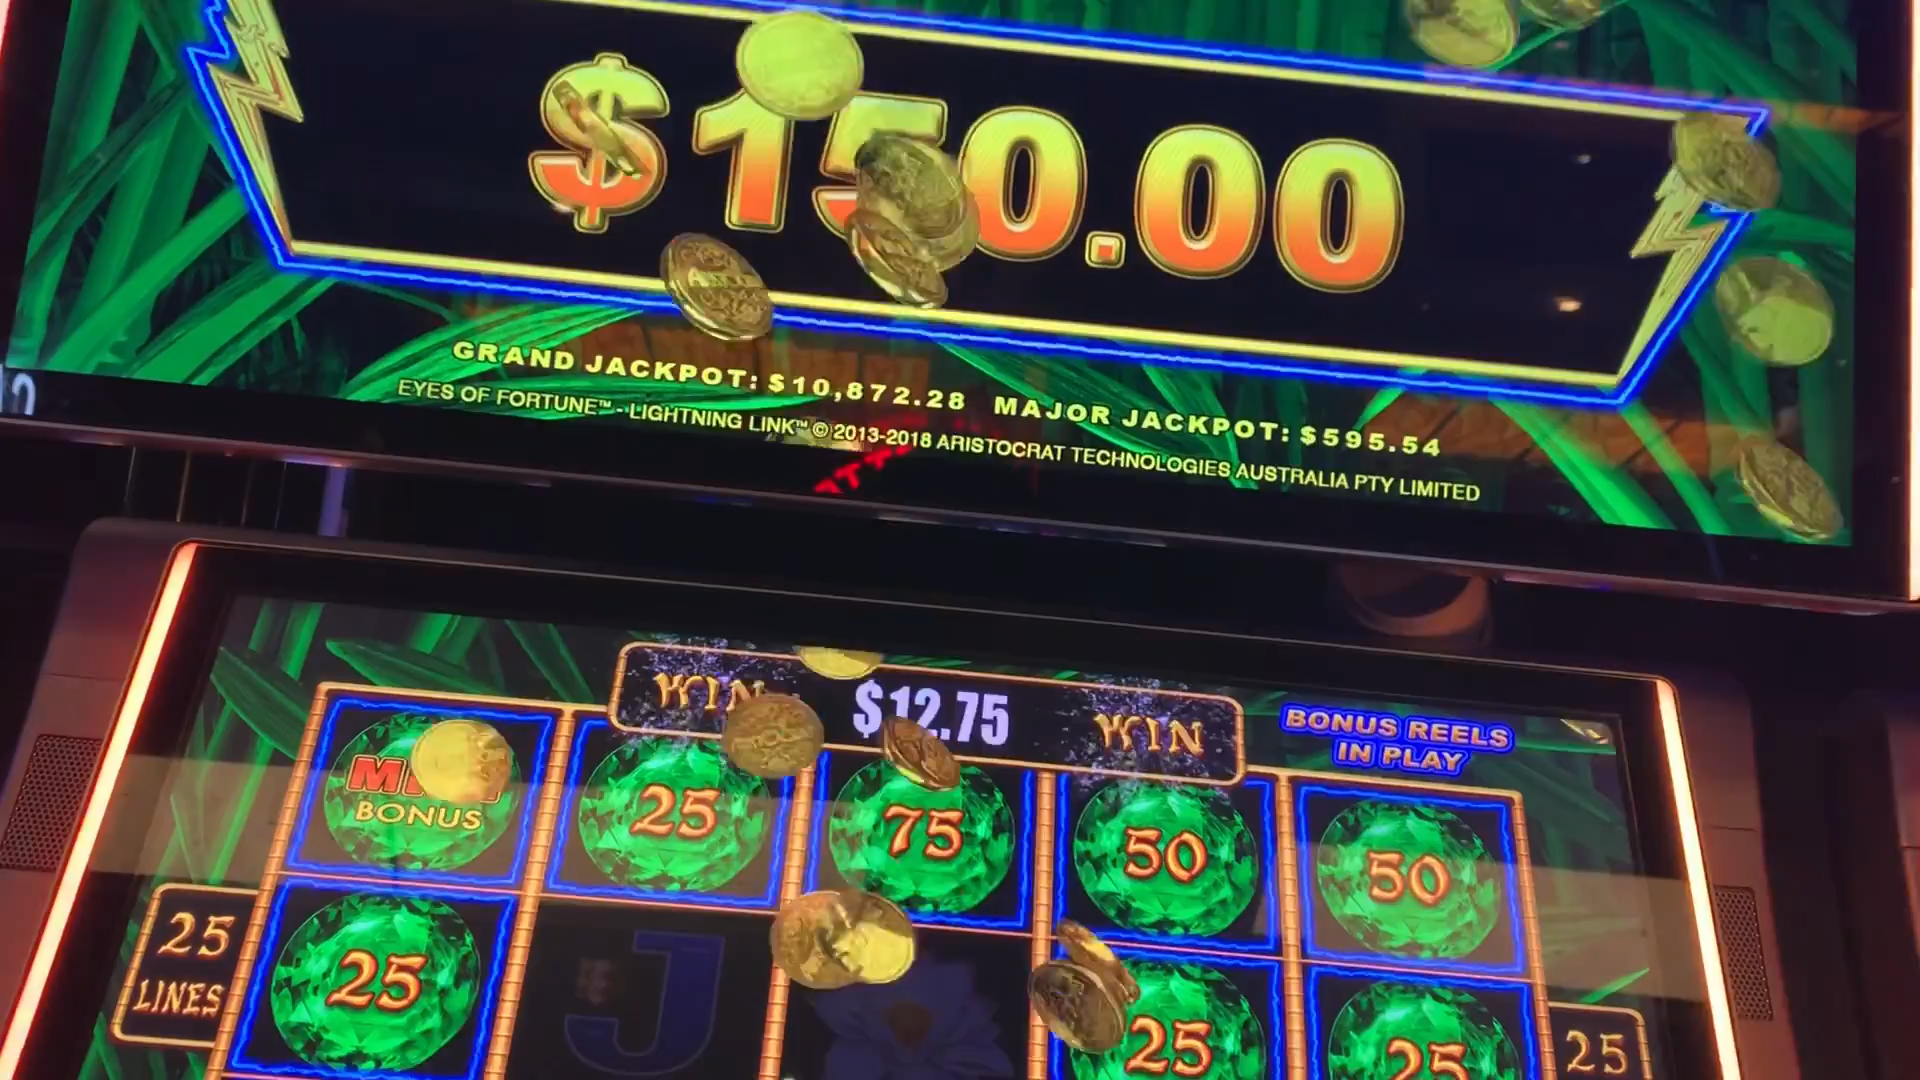 $150.00
GRAND JACKPOT: $10,872.28 MAJOR JACKPOT: $595.54
EYES OF FORTUNE™ - LIGHTNING LINK™ © 2013-2018 ARISTOCRAT TECHNOLOGIES AUSTRALIA PTY LIMITED
WIN $12.75 WIN
BONUS REELS
IN PLAY
BONUS
25
75
50
50
25
LINES
25
J
25
25
25